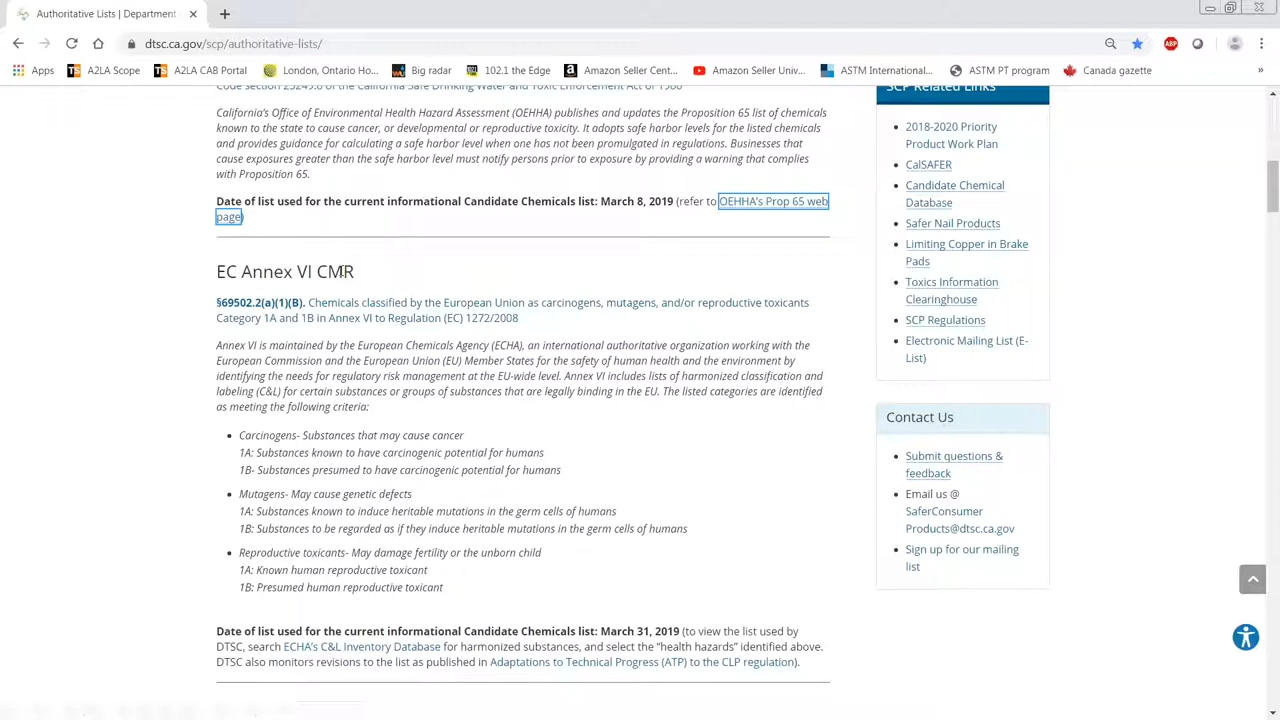 Authoritative Lists | Department
dtsc.ca.gov/scp/authoritative-lists/
Apps
A2LA Scope
A2LA CAB Portal
London, Ontario Ho...
Big radar
102.1 the Edge
Amazon Seller Cent...
Amazon Seller Univ...
ASTM International...
ASTM PT program
Canada gazette
»
Code section 25249.8 of the California Safe Drinking Water and Toxic Enforcement Act of 1986
California's Office of Environmental Health Hazard Assessment (OEHHA) publishes and updates the Proposition 65 list of chemicals
known to the state to cause cancer, or developmental or reproductive toxicity. It adopts safe harbor levels for the listed chemicals
and provides guidance for calculating a safe harbor level when one has not been promulgated in regulations. Businesses that
cause exposures greater than the safe harbor level must notify persons prior to exposure by providing a warning that complies
with Proposition 65.
Date of list used for the current informational Candidate Chemicals list: March 8, 2019 (refer to OEHHA's Prop 65 web
page)
EC Annex VI CMR
§69502.2(a)(1)(B). Chemicals classified by the European Union as carcinogens, mutagens, and/or reproductive toxicants
Category 1A and 1B in Annex VI to Regulation (EC) 1272/2008
Annex VI is maintained by the European Chemicals Agency (ECHA), an international authoritative organization working with the
European Commission and the European Union (EU) Member States for the safety of human health and the environment by
identifying the needs for regulatory risk management at the EU-wide level. Annex VI includes lists of harmonized classification and
labeling (C&L) for certain substances or groups of substances that are legally binding in the EU. The listed categories are identified
as meeting the following criteria:
• Carcinogens- Substances that may cause cancer
1A: Substances known to have carcinogenic potential for humans
1B- Substances presumed to have carcinogenic potential for humans
• Mutagens- May cause genetic defects
1A: Substances known to induce heritable mutations in the germ cells of humans
1B: Substances to be regarded as if they induce heritable mutations in the germ cells of humans
• Reproductive toxicants- May damage fertility or the unborn child
1A: Known human reproductive toxicant
1B: Presumed human reproductive toxicant
Date of list used for the current informational Candidate Chemicals list: March 31, 2019 (to view the list used by
DTSC, search ECHA's C&L Inventory Database for harmonized substances, and select the "health hazards" identified above.
DTSC also monitors revisions to the list as published in Adaptations to Technical Progress (ATP) to the CLP regulation).
SCP Related Links
• 2018-2020 Priority
Product Work Plan
• CalSAFER
• Candidate Chemical
Database
• Safer Nail Products
• Limiting Copper in Brake
Pads
• Toxics Information
Clearinghouse
• SCP Regulations
• Electronic Mailing List (E-
List)
Contact Us
• Submit questions &
feedback
• Email us @
SaferConsumer
Products@dtsc.ca.gov
• Sign up for our mailing
list
ABP